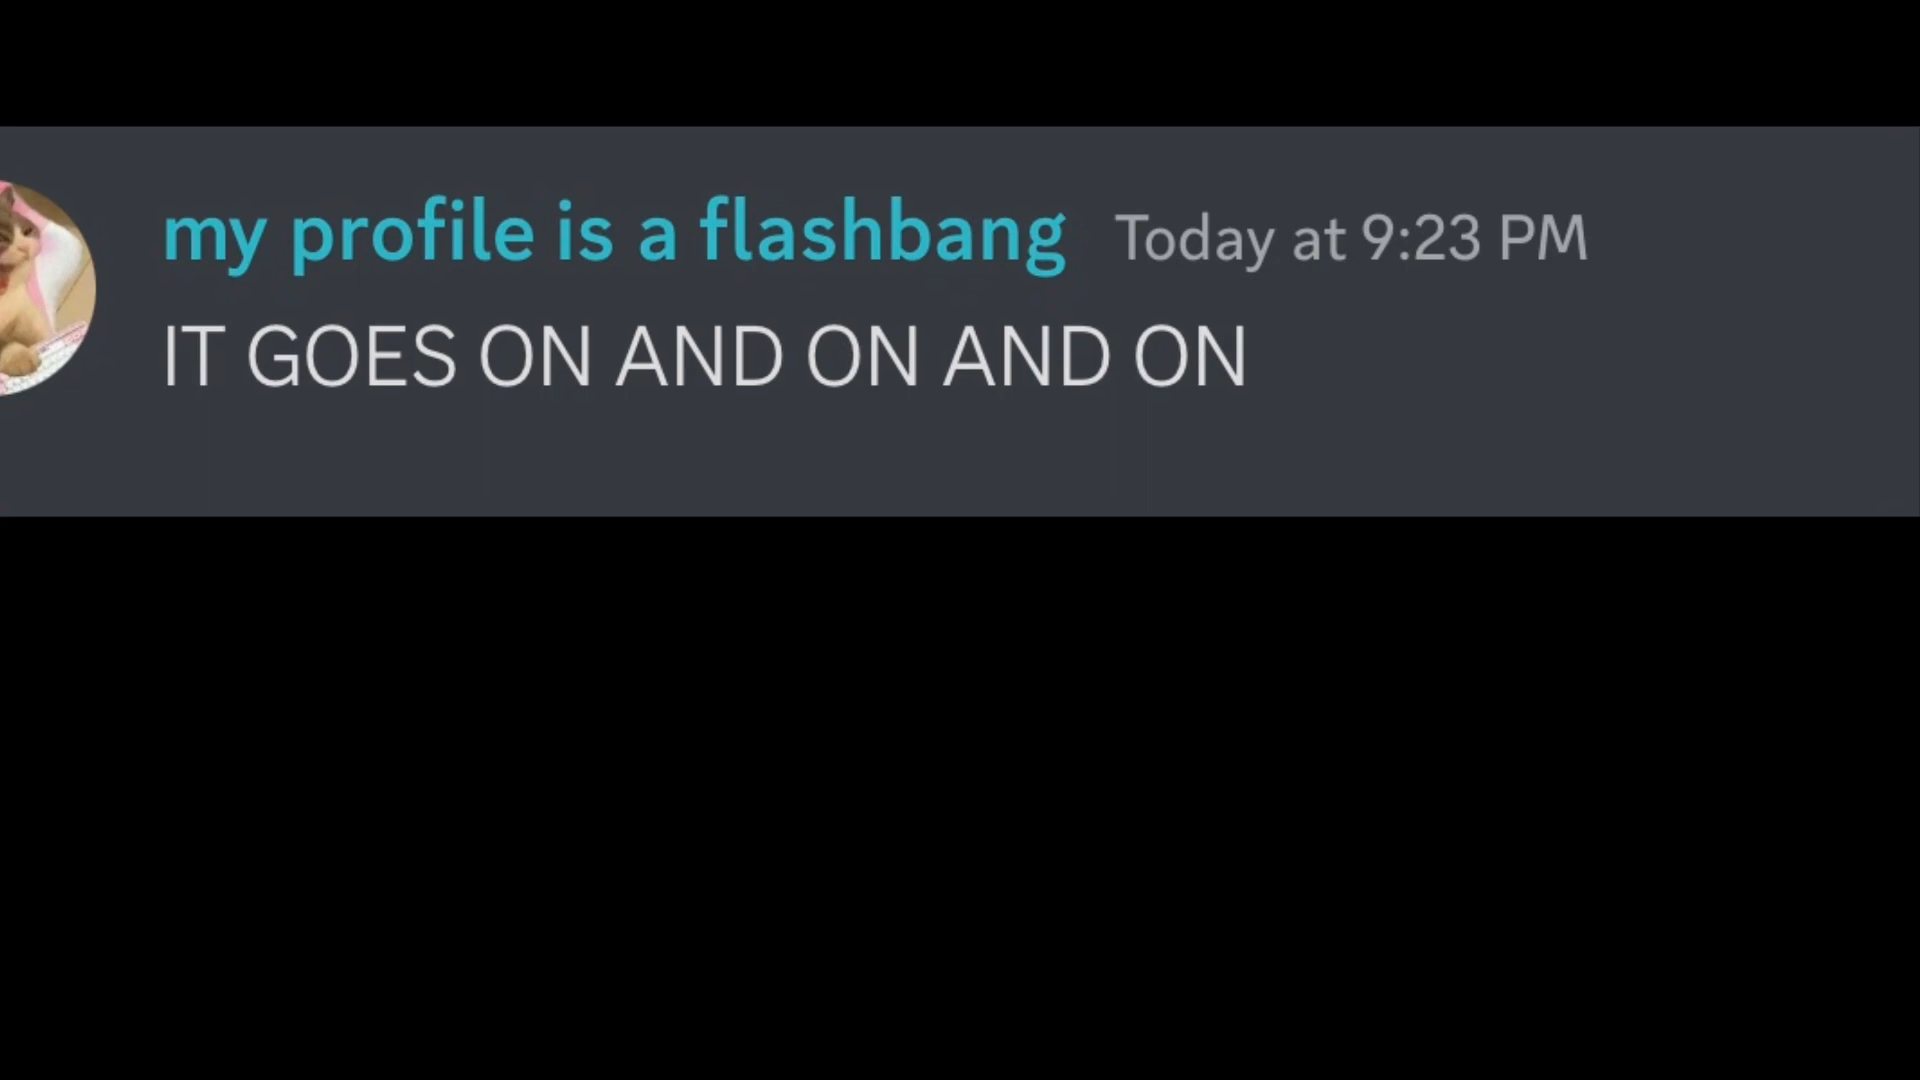 my profile is a flashbang Today at 9:23 PM
IT GOES ON AND ON AND ON